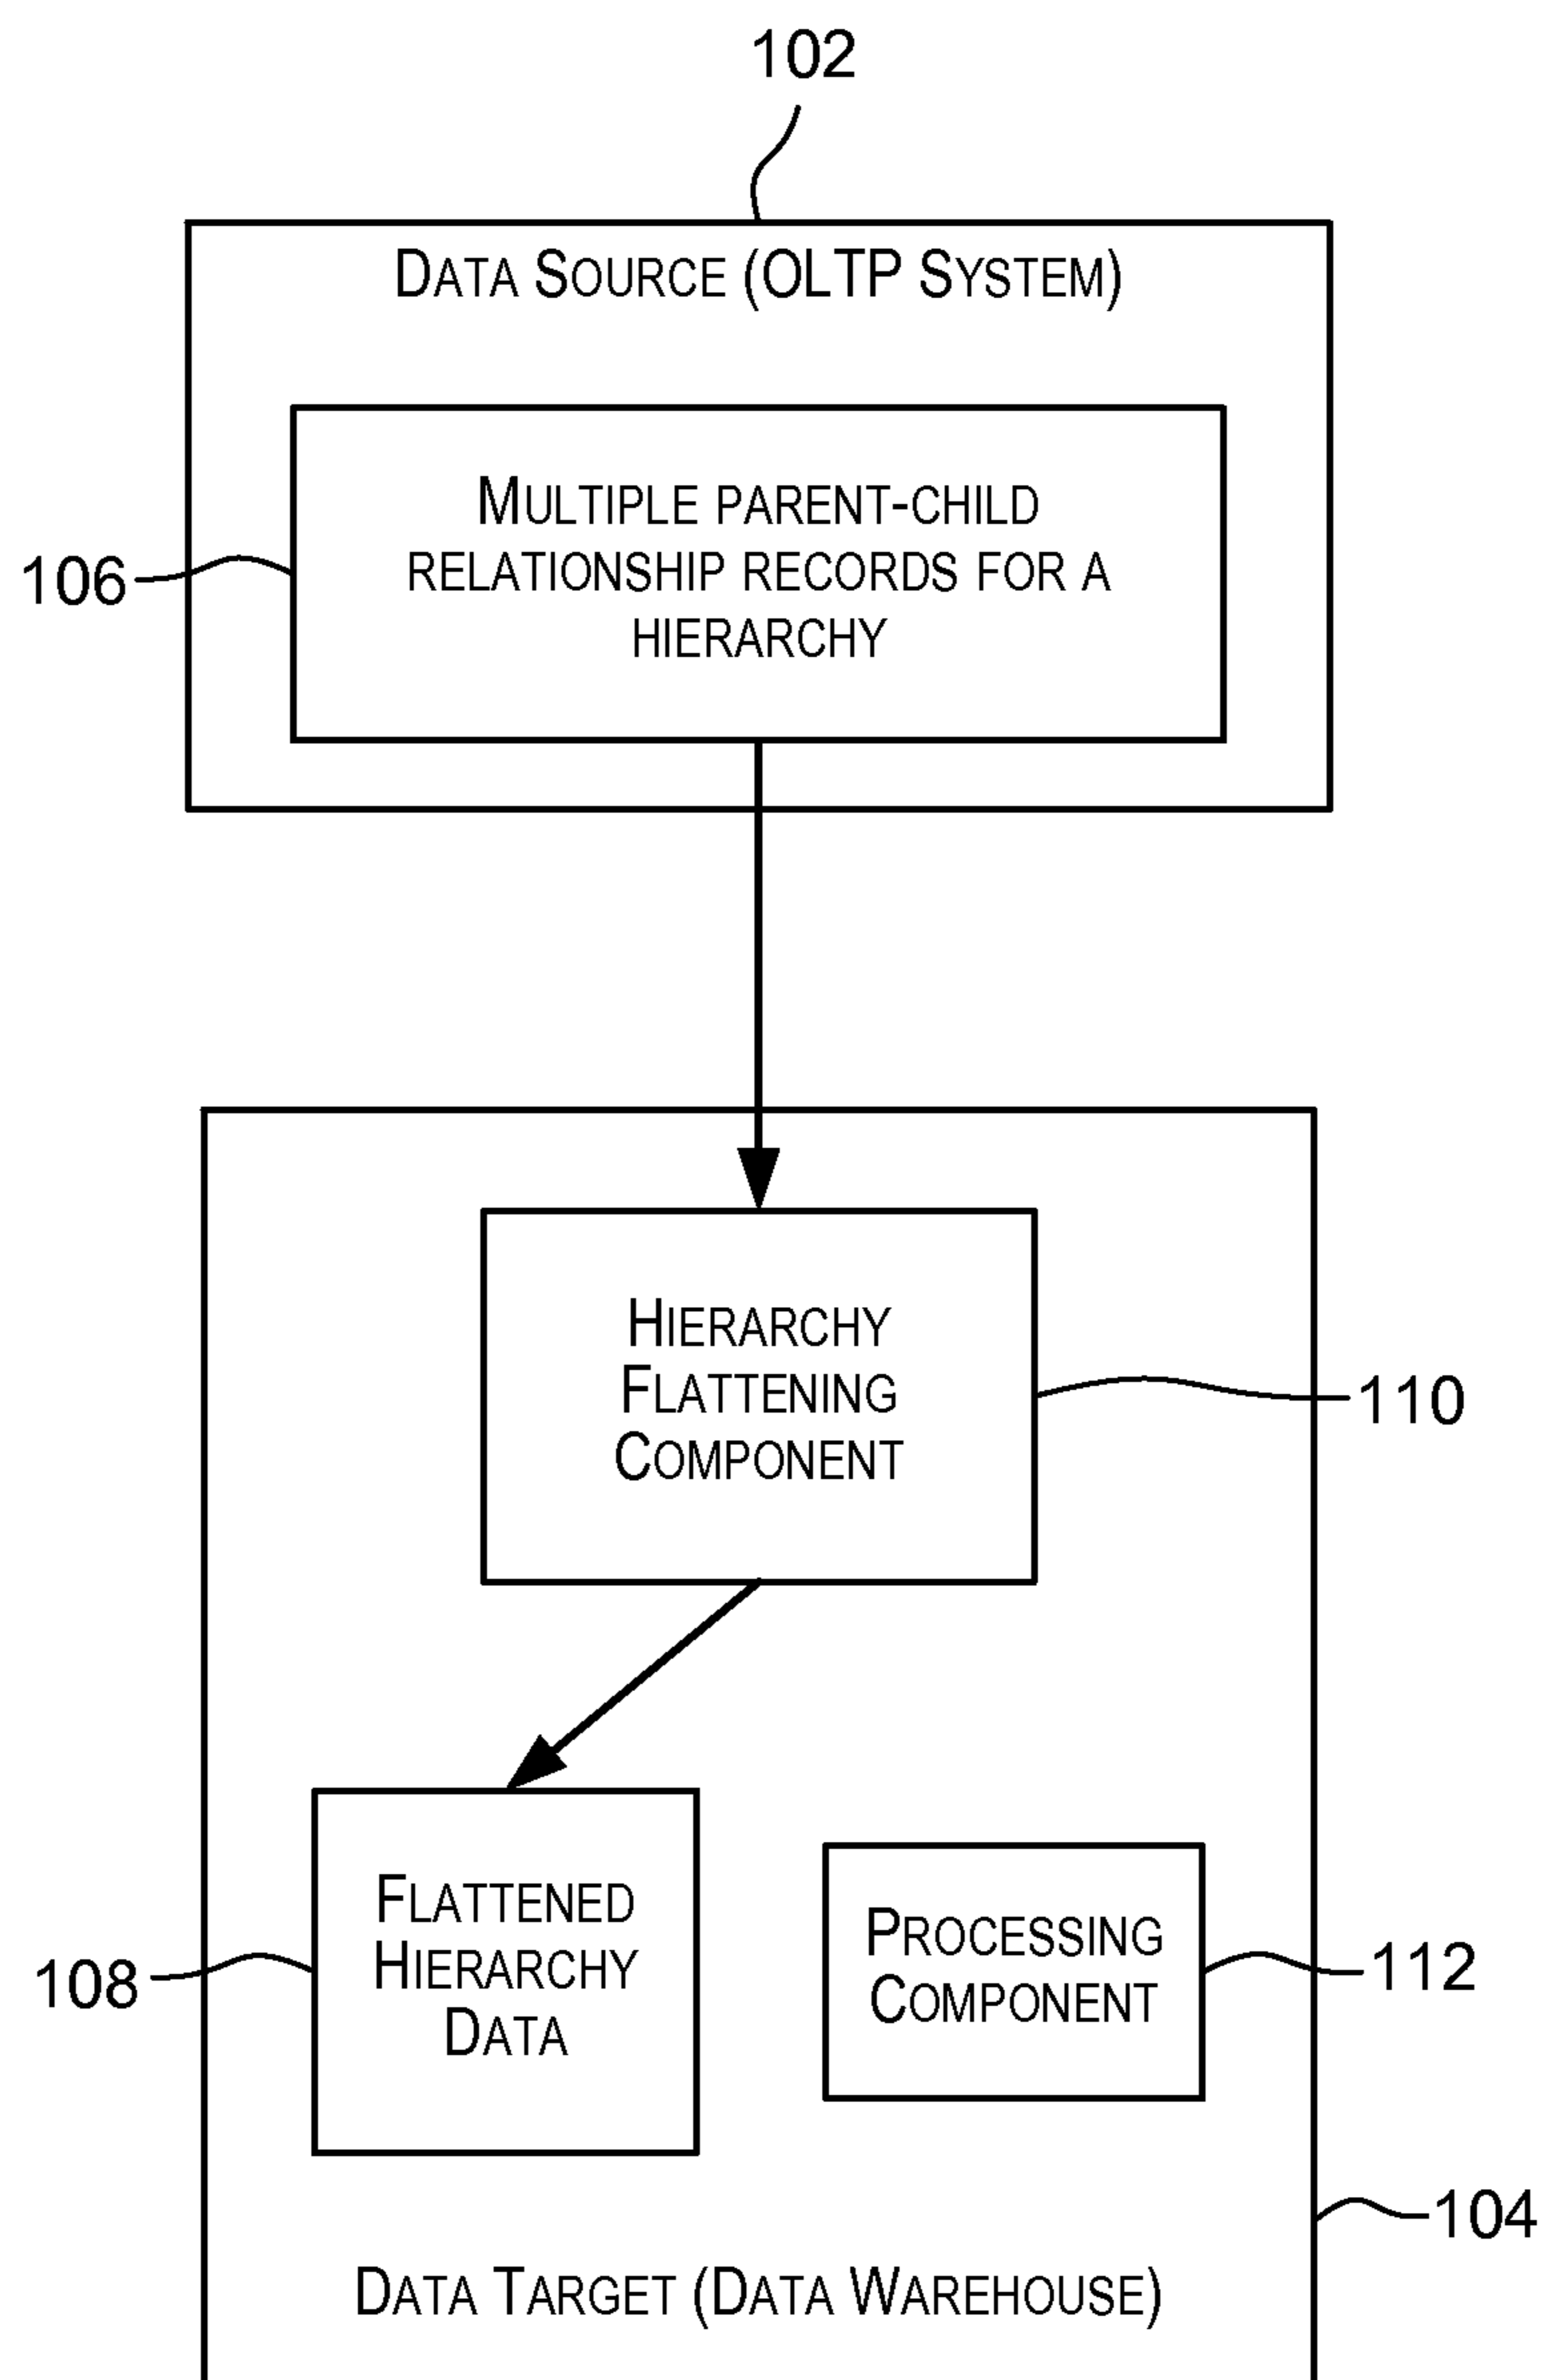 102
Data Source (OLTP System)
Multiple parent-child
relationship records for a
hierarchy
106
Hierarchy
Flattening
Component
110
Flattened
Hierarchy
Data
108
Processing
Component
112
104
Data Target (Data Warehouse)